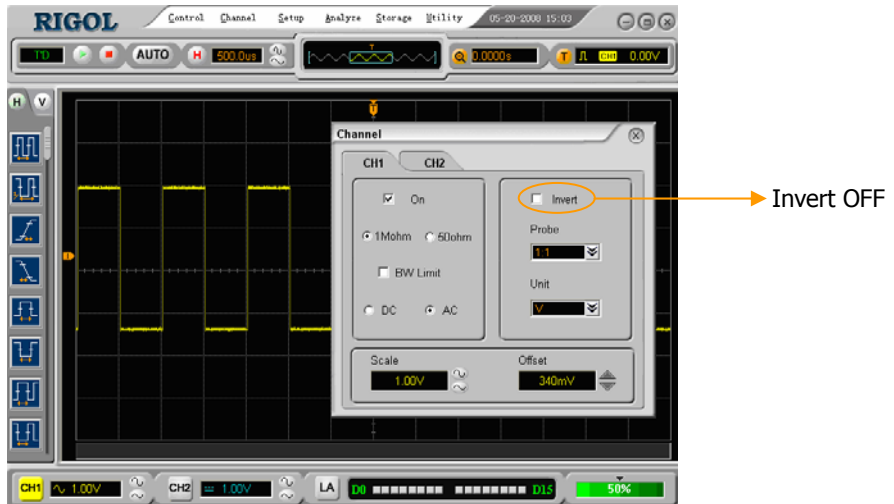 RIGOL Control Channel Setup Analyze Storage Utility 05-20-2008 15:03
T'D AUTO H 500.0us T 0.0000s T CH1 0.00V
H V
T
Channel
CH1 CH2
On
Invert
Invert OFF
1Mohm 50ohm
Probe
1:1
BW Limit
Unit
DC AC
V
Scale
Offset
1.00V
340mV
CH1 1.00V CH2 1.00V LA D0 D15 50%